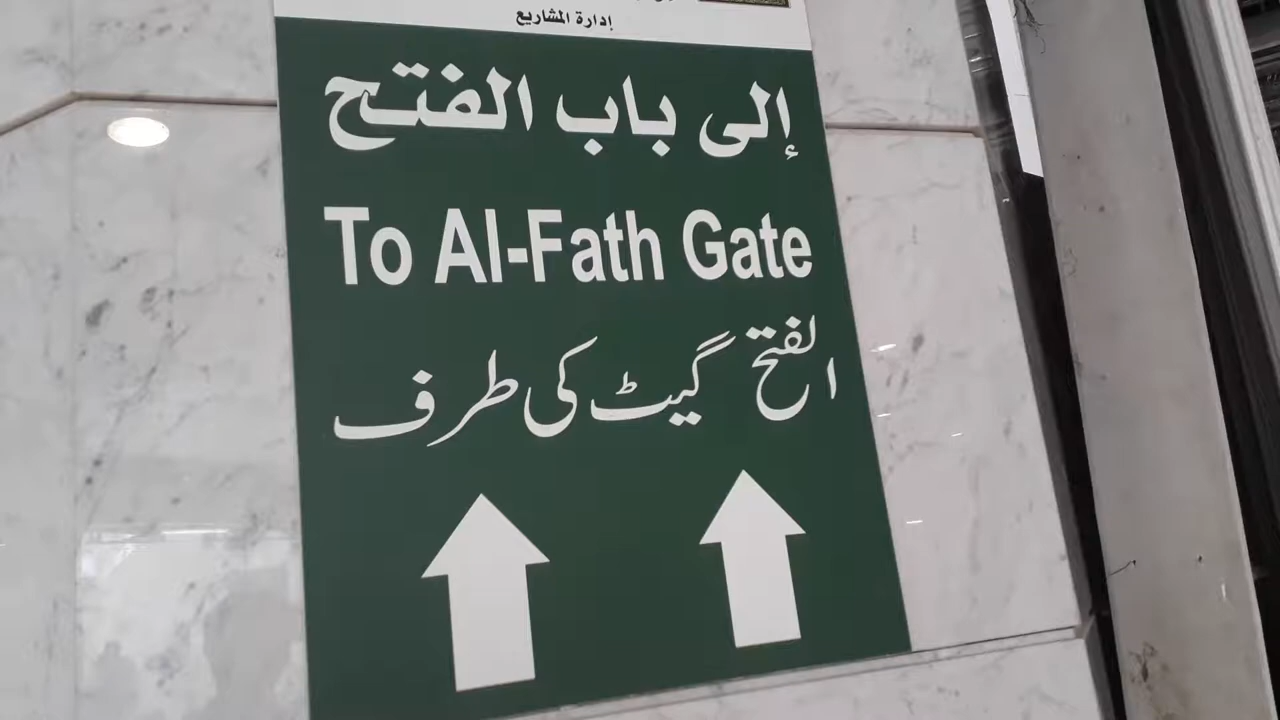 إدارة المشاريع
إلى باب الفتح
To Al-Fath Gate
الفتح گیٹ کی طرف